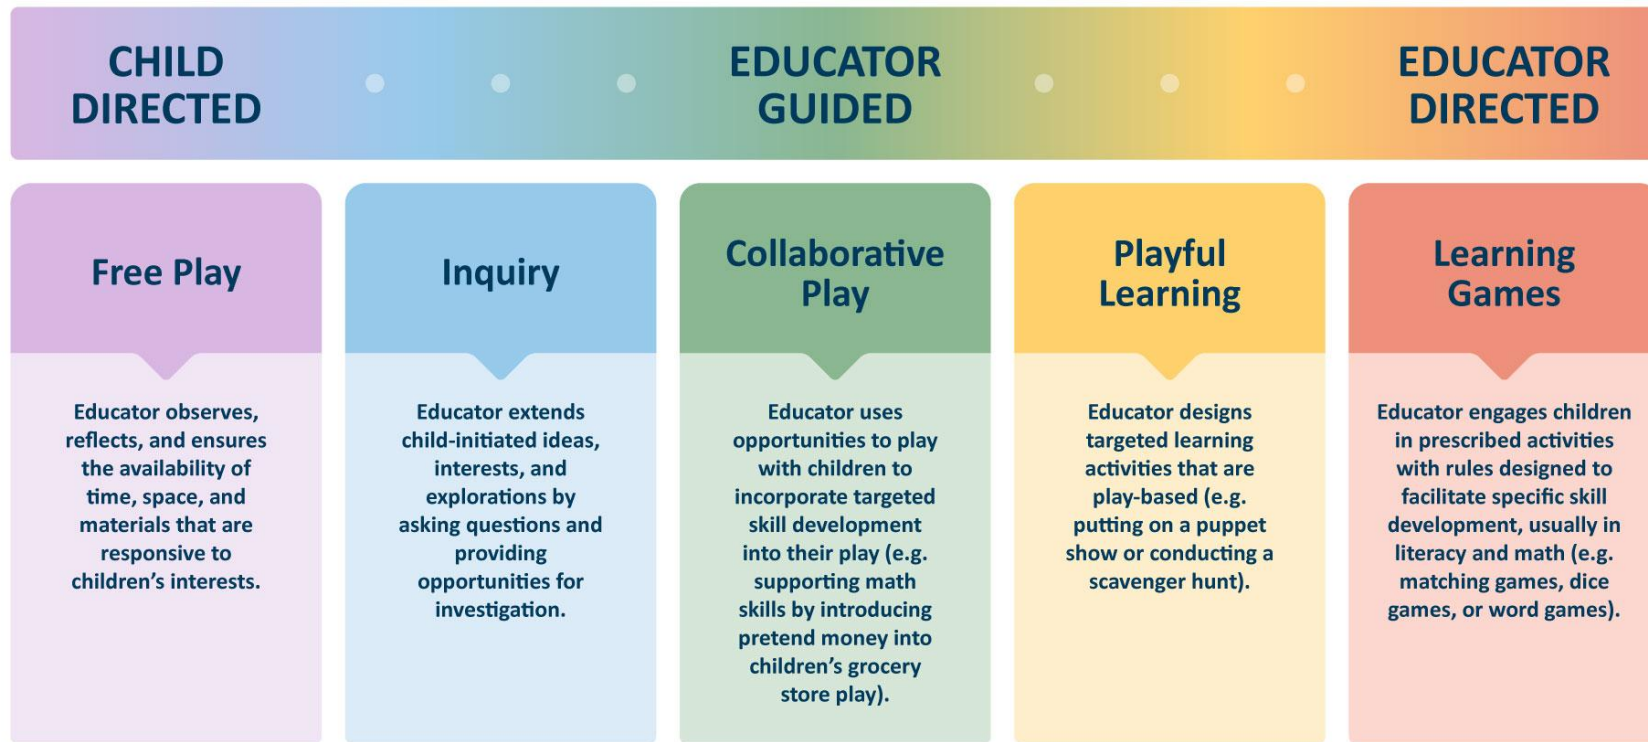 CHILD
DIRECTED
EDUCATOR
GUIDED
EDUCATOR
DIRECTED
Free Play
Educator observes,
reflects, and ensures
the availability of
time, space, and
materials that are
responsive to
children’s interests.
Inquiry
Educator extends
child-initiated ideas,
interests, and
explorations by
asking questions and
providing
opportunities for
investigation.
Collaborative
Play
Educator uses
opportunities to play
with children to
incorporate targeted
skill development
into their play (e.g.
supporting math
skills by introducing
pretend money into
children’s grocery
store play).
Playful
Learning
Educator designs
targeted learning
activities that are
play-based (e.g.
putting on a puppet
show or conducting a
scavenger hunt).
Learning
Games
Educator engages children
in prescribed activities
with rules designed to
facilitate specific skill
development, usually in
literacy and math (e.g.
matching games, dice
games, or word games).